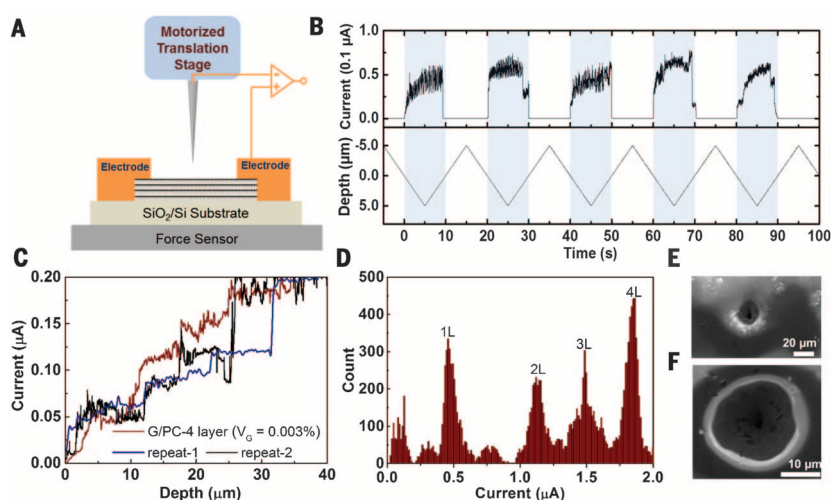 A
Motorized
Translation
Stage
-
+
Electrode
Electrode
SiO2/Si Substrate
Force Sensor
B
Current (0.1 μA)
1.0
0.5
0.0
Depth (μm)
-5.0
0.0
5.0
0 10 20 30 40 50 60 70 80 90 100
Time (s)
C
Current (μA)
0.20
0.15
0.10
0.05
0.00
G/PC-4 layer (VG = 0.003%)
repeat-1 repeat-2
0 10 20 30 40
Depth (μm)
D
Count
500
400
300
200
100
0
1L
2L
3L
4L
0.0 0.5 1.0 1.5 2.0
Current (μA)
E
20 μm
F
10 μm